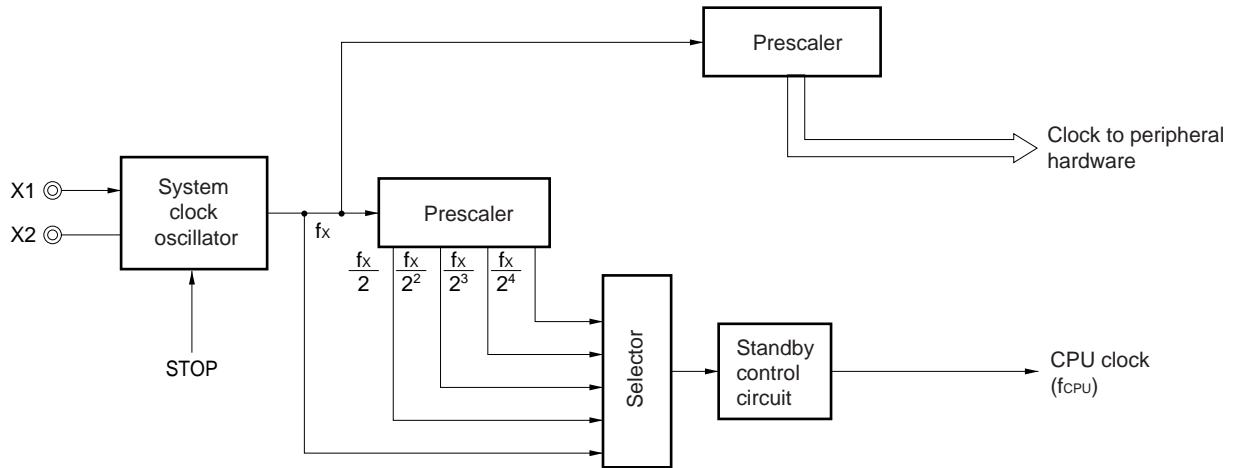 Prescaler
Clock to peripheral
hardware
X1
X2
System
clock
oscillator
fX
Prescaler
fX/2 fX/2² fX/2³ fX/2⁴
STOP
Selector
Standby
control
circuit
CPU clock
(fCPU)